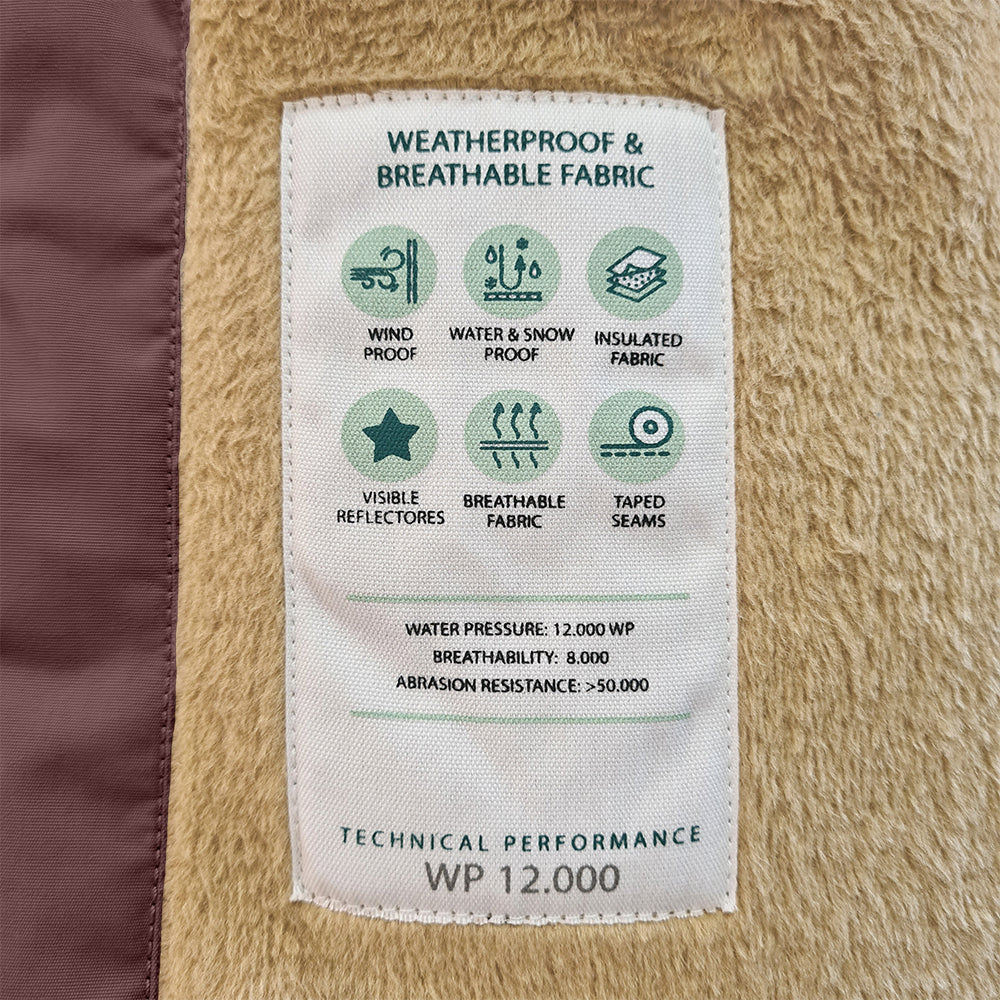 WEATHERPROOF &
BREATHABLE FABRIC
WIND
PROOF
WATER & SNOW
PROOF
INSULATED
FABRIC
VISIBLE
REFLECTORES
BREATHABLE
FABRIC
TAPED
SEAMS
WATER PRESSURE: 12.000 WP
BREATHABILITY: 8.000
ABRASION RESISTANCE: >50.000
TECHNICAL PERFORMANCE
WP 12.000